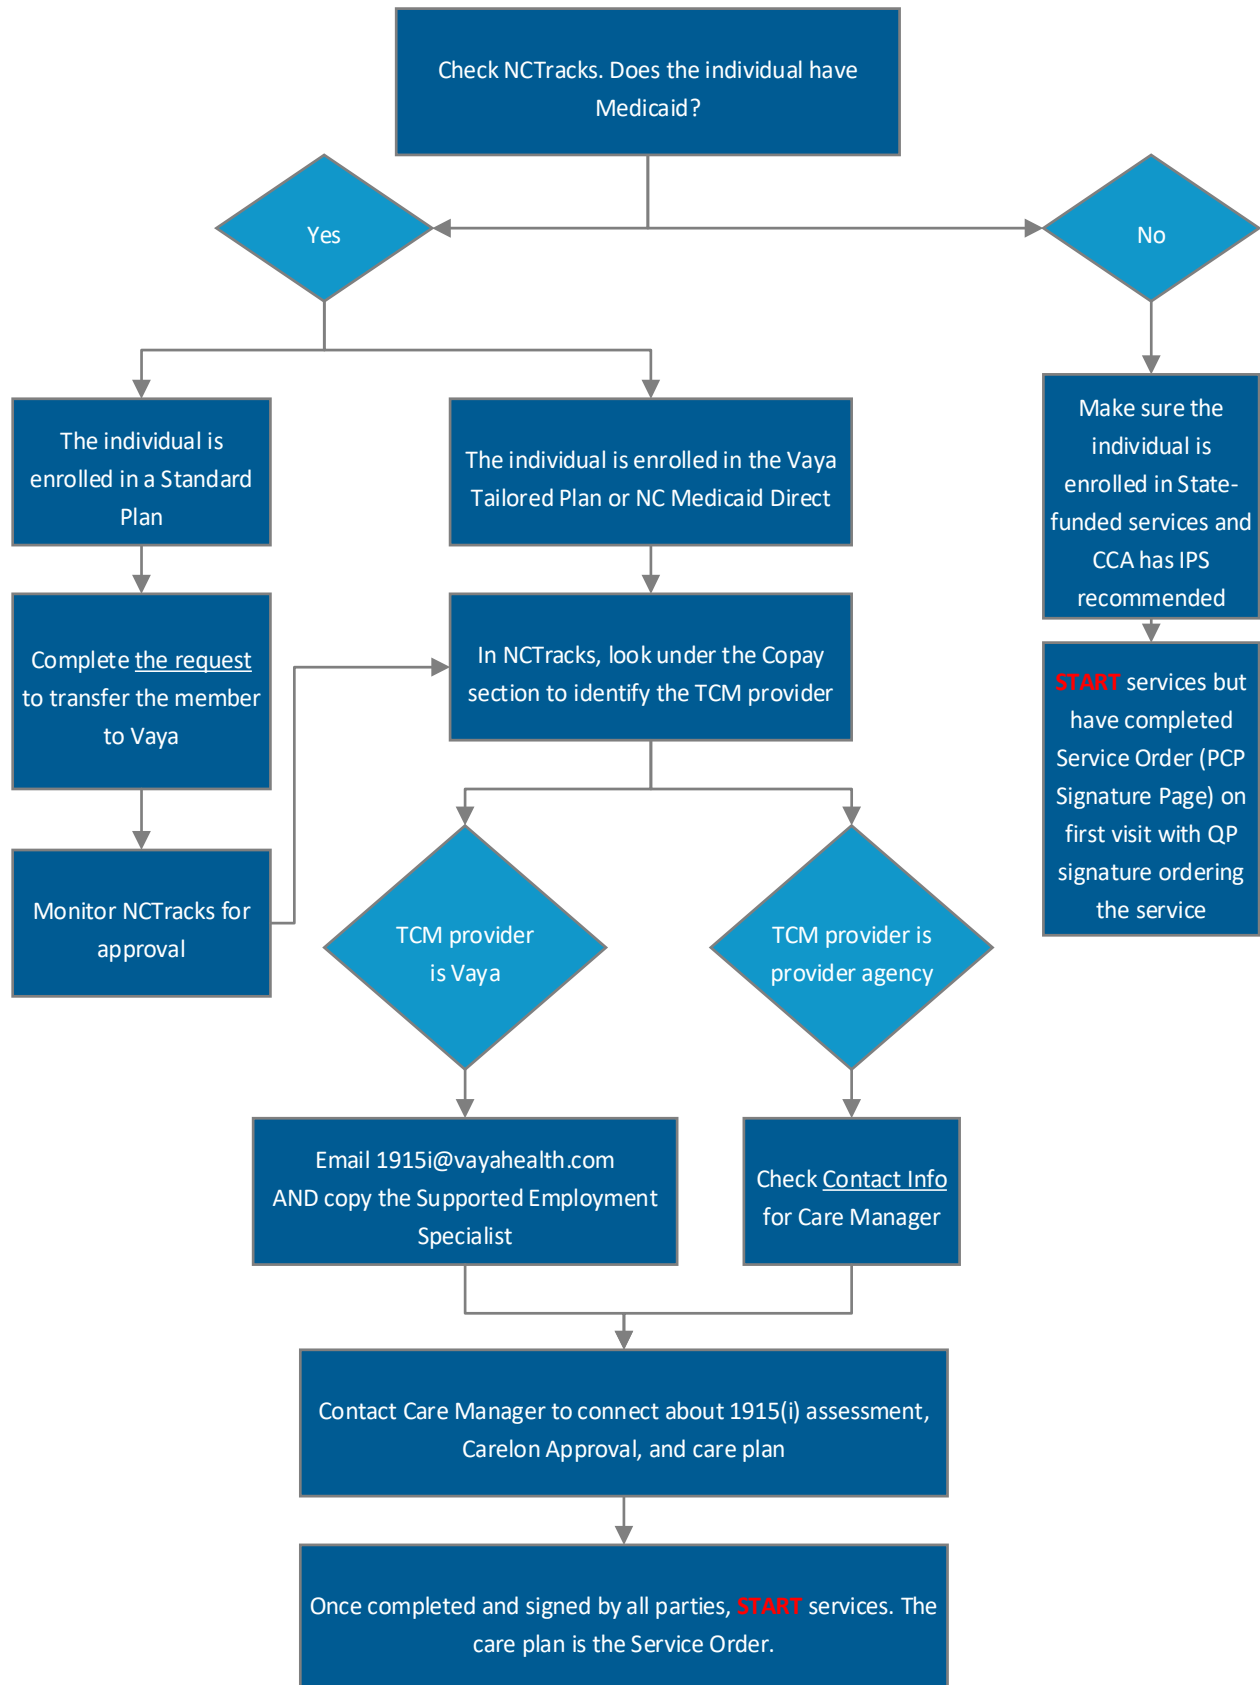 Check NCTracks. Does the individual have
Medicaid?
Yes
No
The individual is
enrolled in a Standard
Plan
The individual is enrolled in the Vaya
Tailored Plan or NC Medicaid Direct
Make sure the
individual is
enrolled in State-
funded services and
CCA has IPS
recommended
Complete the request
to transfer the member
to Vaya
In NCTracks, look under the Copay
section to identify the TCM provider
START services but
have completed
Service Order (PCP
Signature Page) on
first visit with QP
signature ordering
the service
Monitor NCTracks for
approval
TCM provider
is Vaya
TCM provider is
provider agency
Email 1915i@vayahealth.com
AND copy the Supported Employment
Specialist
Check Contact Info
for Care Manager
Contact Care Manager to connect about 1915(i) assessment,
Carelon Approval, and care plan
Once completed and signed by all parties, START services. The
care plan is the Service Order.